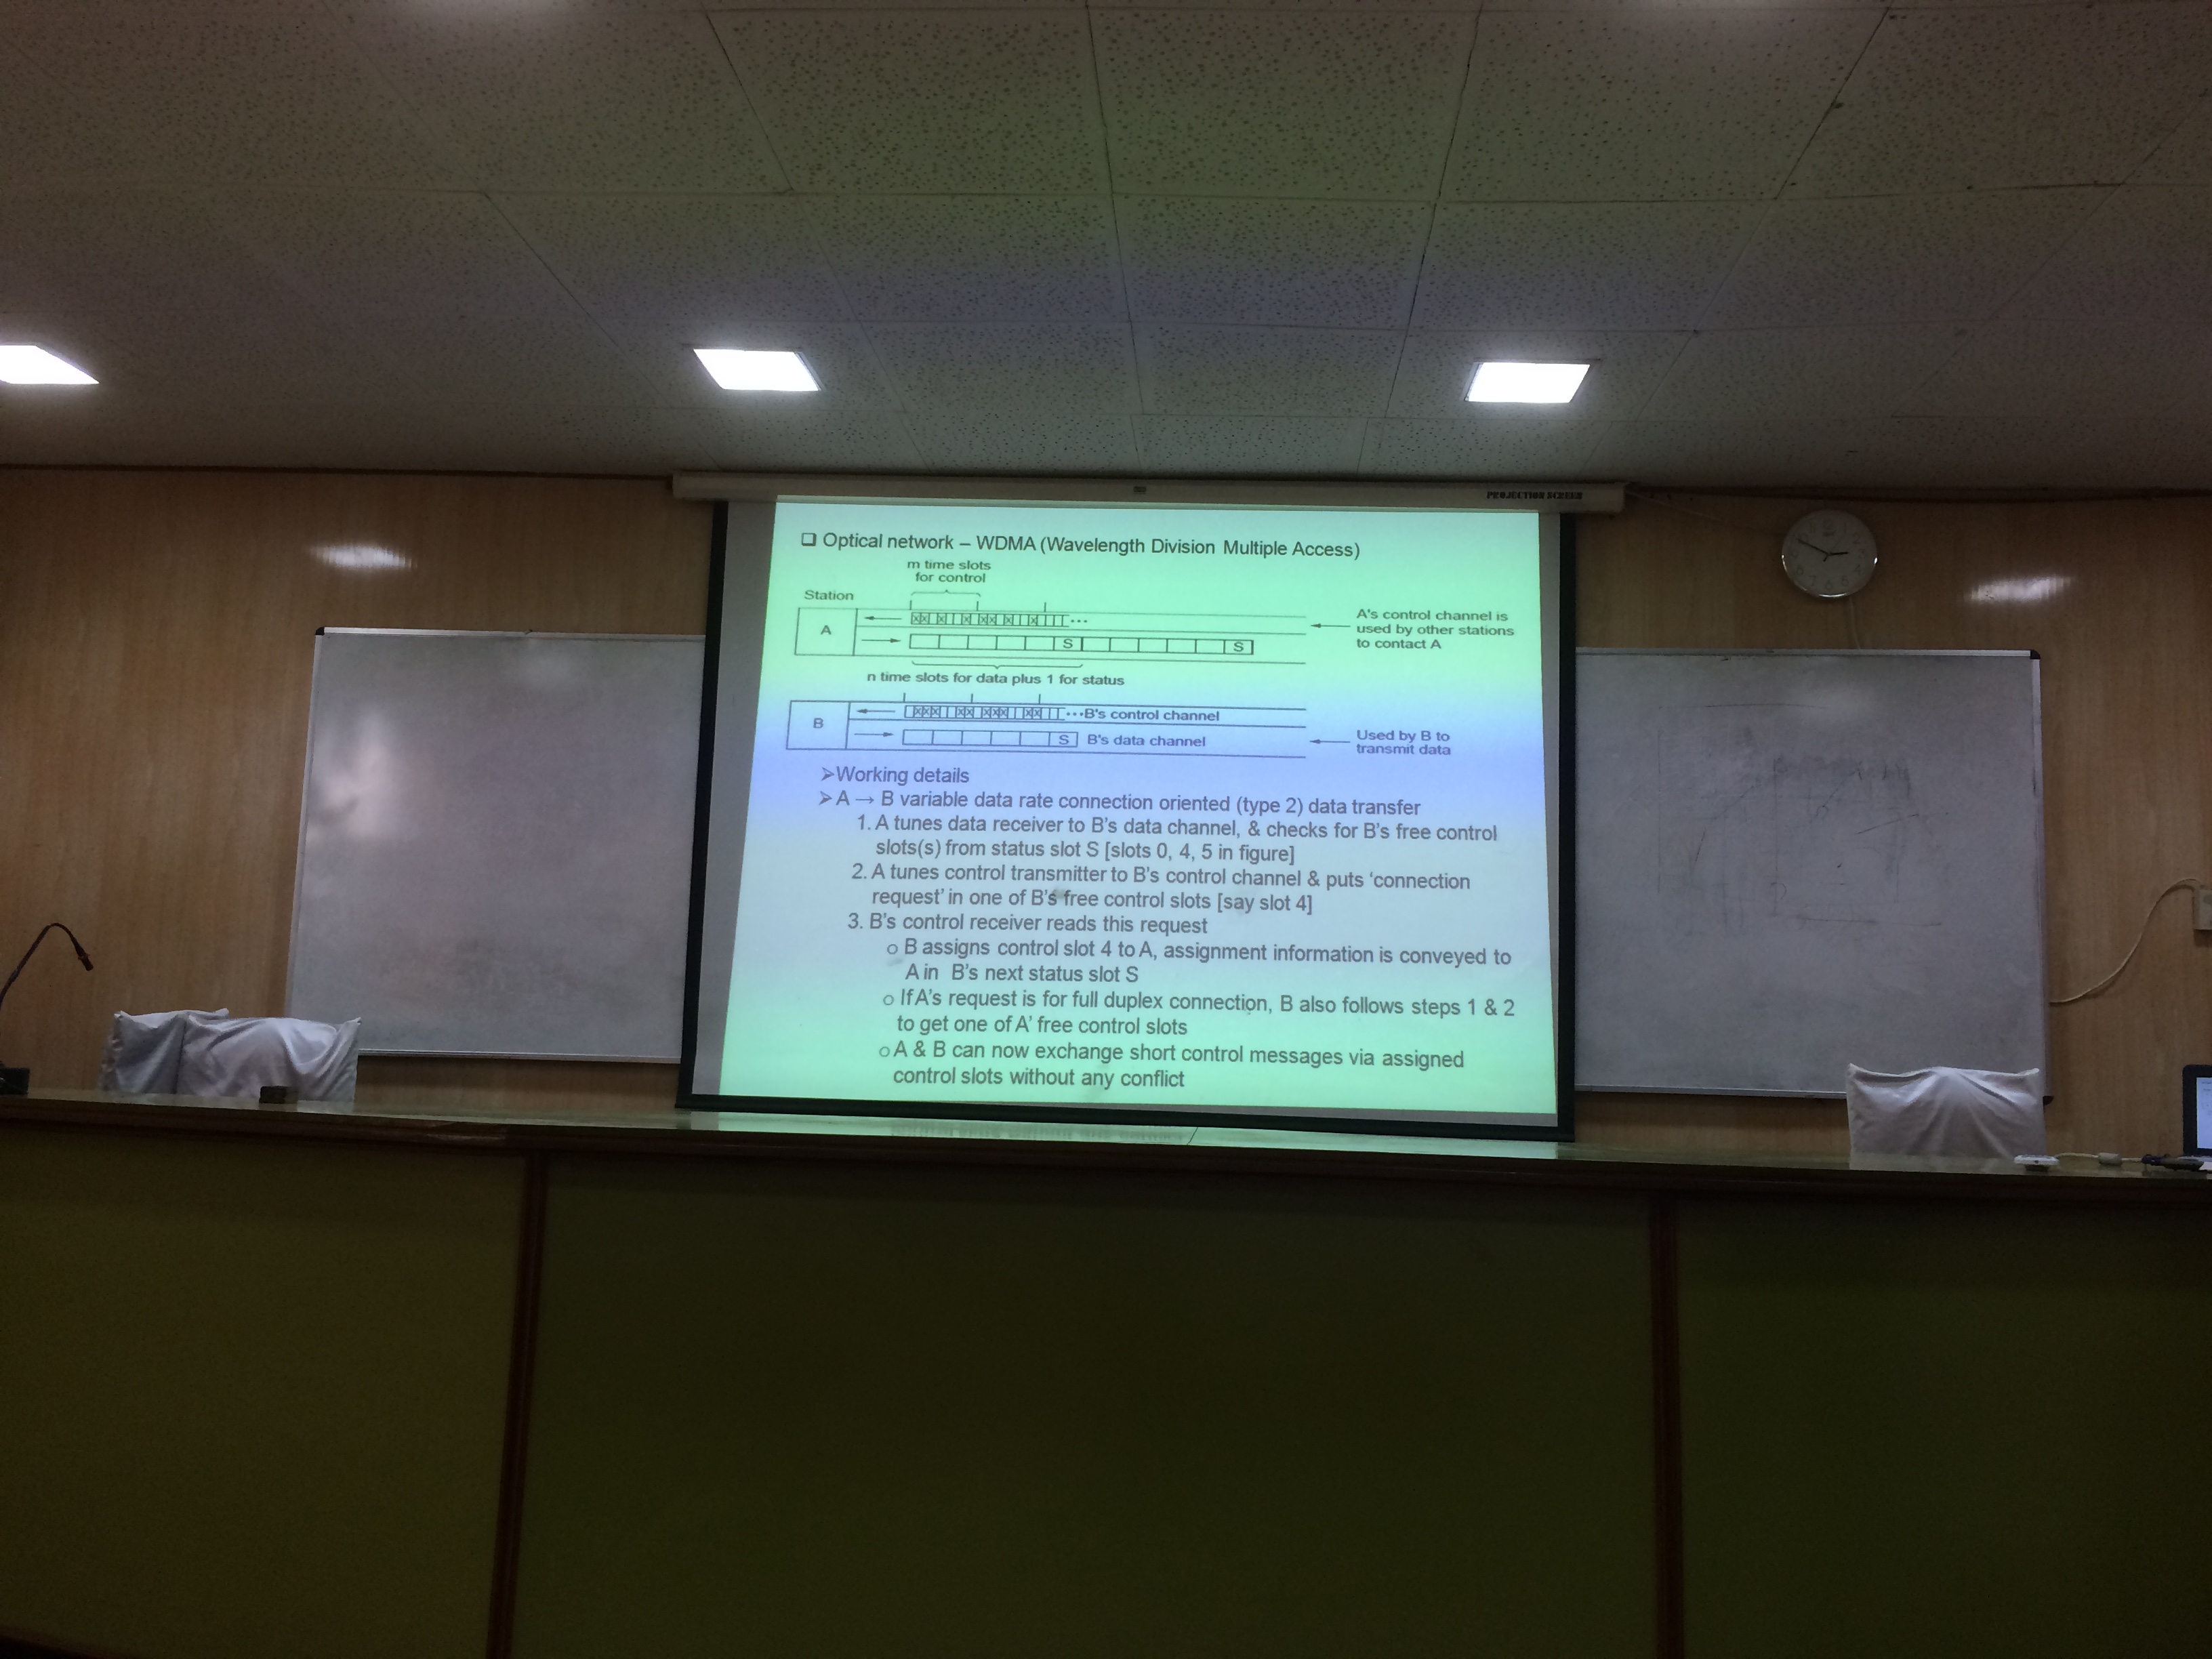 PROJECTION SCREEN
❑ Optical network – WDMA (Wavelength Division Multiple Access)
m time slots
for control
Station
A
S
S
A's control channel is
used by other stations
to contact A
n time slots for data plus 1 for status
B
...B's control channel
S
B's data channel
Used by B to
transmit data
➢Working details
➢A → B variable data rate connection oriented (type 2) data transfer
1. A tunes data receiver to B's data channel, & checks for B's free control
slots(s) from status slot S [slots 0, 4, 5 in figure]
2. A tunes control transmitter to B's control channel & puts 'connection
request' in one of B's free control slots [say slot 4]
3. B's control receiver reads this request
o B assigns control slot 4 to A, assignment information is conveyed to
A in B's next status slot S
o If A's request is for full duplex connection, B also follows steps 1 & 2
to get one of A' free control slots
o A & B can now exchange short control messages via assigned
control slots without any conflict